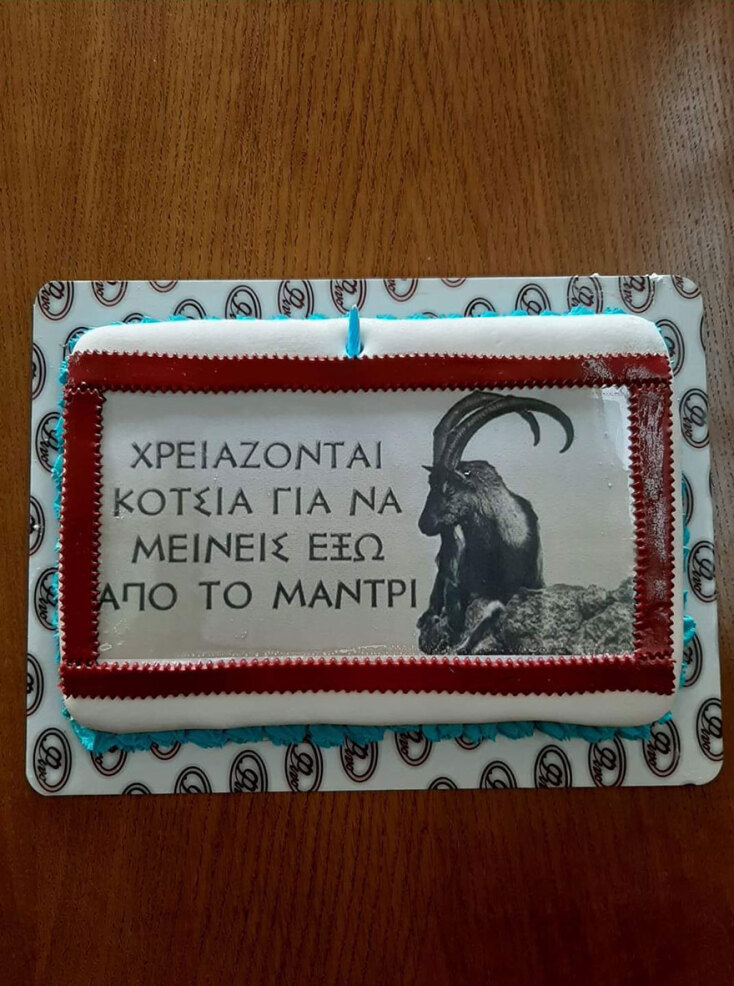 ΧΡΕΙΑΖΟΝΤΑΙ
ΚΟΤΣΙΑ ΓΙΑ ΝΑ
ΜΕΙΝΕΙΣ ΕΞΩ
ΑΠΟ ΤΟ ΜΑΝΤΡΙ